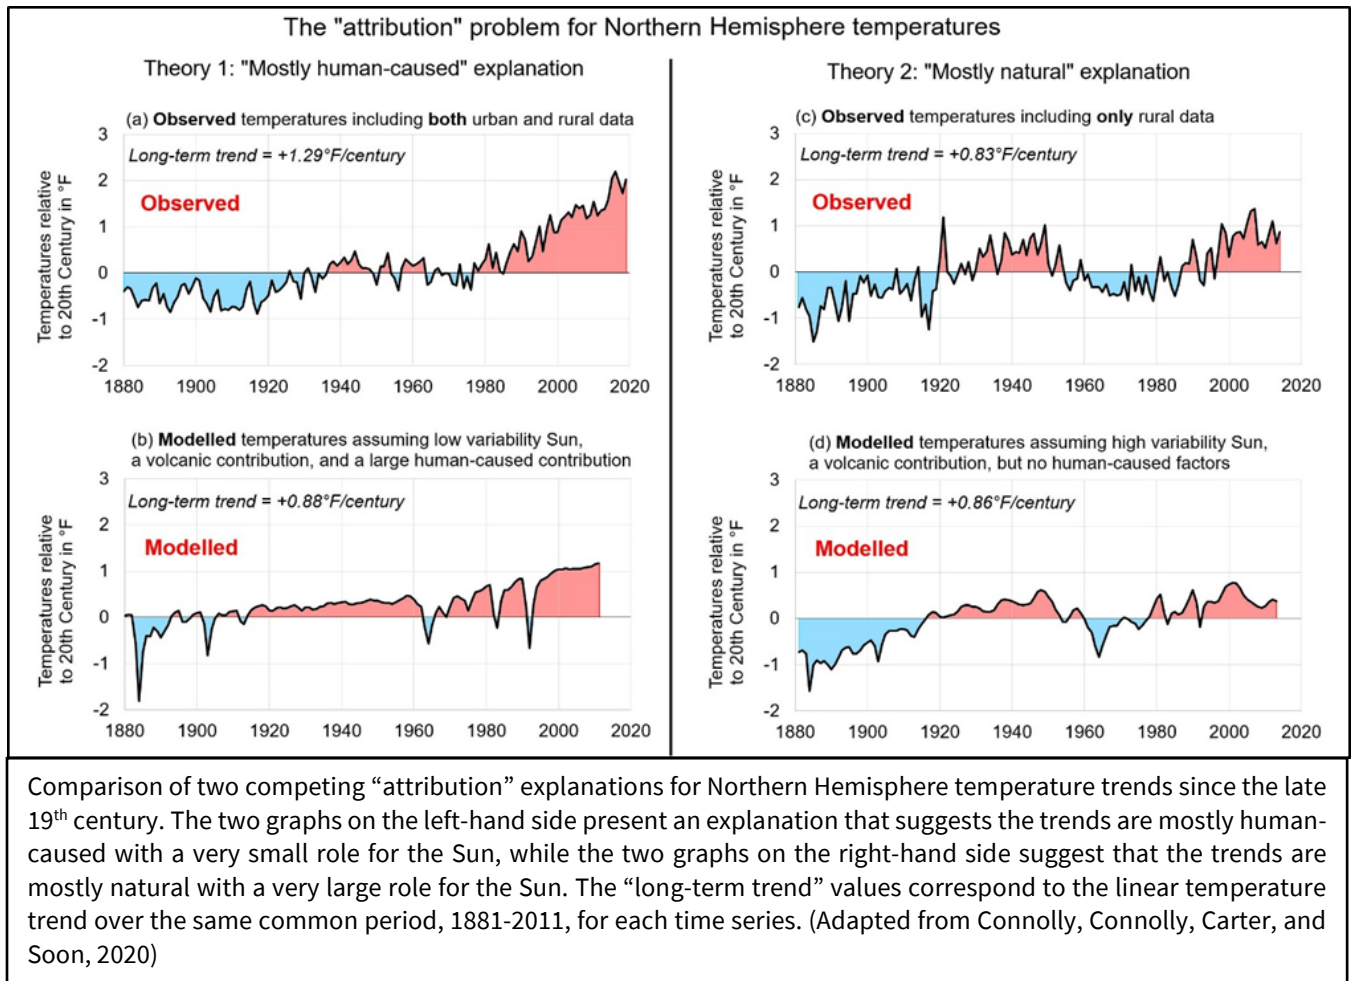 The "attribution" problem for Northern Hemisphere temperatures
Theory 1: "Mostly human-caused" explanation
(a) Observed temperatures including both urban and rural data
Long-term trend = +1.29°F/century
Observed
Temperatures relative
to 20th Century in °F
3
2
1
0
-1
-2
1880 1900 1920 1940 1960 1980 2000 2020
(b) Modelled temperatures assuming low variability Sun,
a volcanic contribution, and a large human-caused contribution
Long-term trend = +0.88°F/century
Modelled
Temperatures relative
to 20th Century in °F
3
2
1
0
-1
-2
1880 1900 1920 1940 1960 1980 2000 2020
Theory 2: "Mostly natural" explanation
(c) Observed temperatures including only rural data
Long-term trend = +0.83°F/century
Observed
Temperatures relative
to 20th Century in °F
3
2
1
0
-1
-2
1880 1900 1920 1940 1960 1980 2000 2020
(d) Modelled temperatures assuming high variability Sun,
a volcanic contribution, but no human-caused factors
Long-term trend = +0.86°F/century
Modelled
Temperatures relative
to 20th Century in °F
3
2
1
0
-1
-2
1880 1900 1920 1940 1960 1980 2000 2020
Comparison of two competing “attribution” explanations for Northern Hemisphere temperature trends since the late
19th century. The two graphs on the left-hand side present an explanation that suggests the trends are mostly human-
caused with a very small role for the Sun, while the two graphs on the right-hand side suggest that the trends are
mostly natural with a very large role for the Sun. The “long-term trend” values correspond to the linear temperature
trend over the same common period, 1881-2011, for each time series. (Adapted from Connolly, Connolly, Carter, and
Soon, 2020)